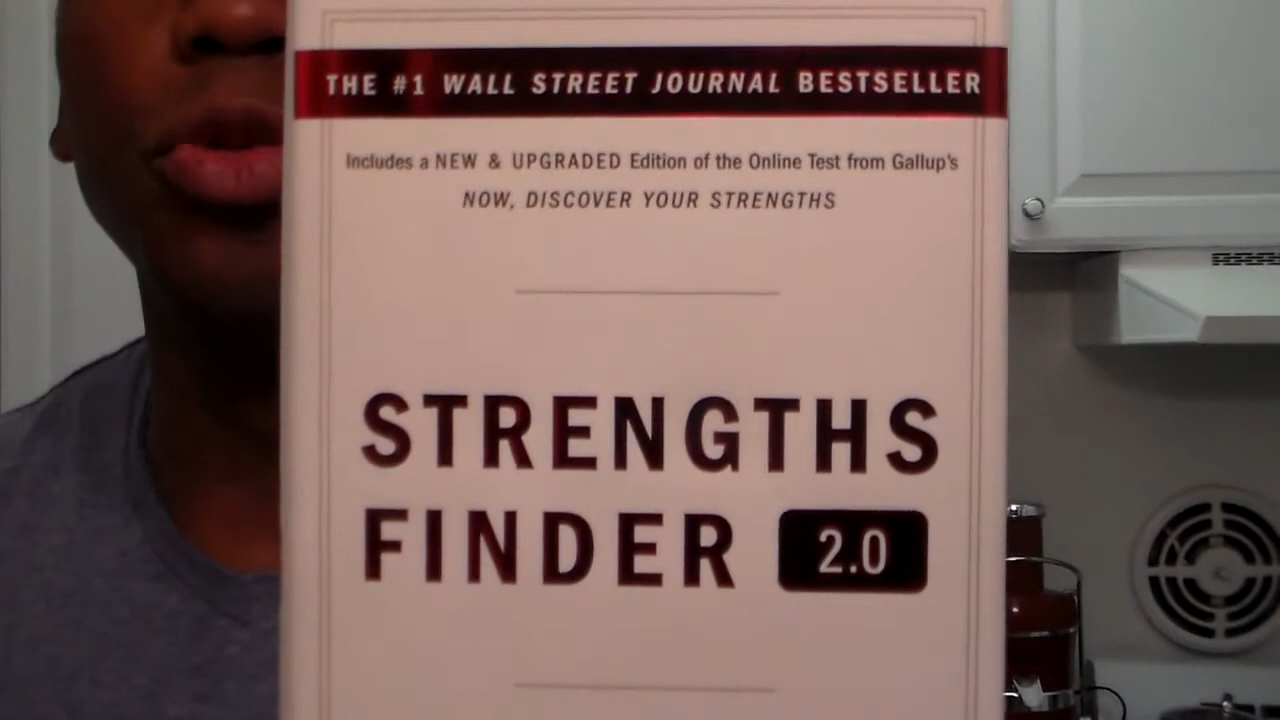 THE #1 WALL STREET JOURNAL BESTSELLER
Includes a NEW & UPGRADED Edition of the Online Test from Gallup's
NOW, DISCOVER YOUR STRENGTHS
STRENGTHS
FINDER 2.0